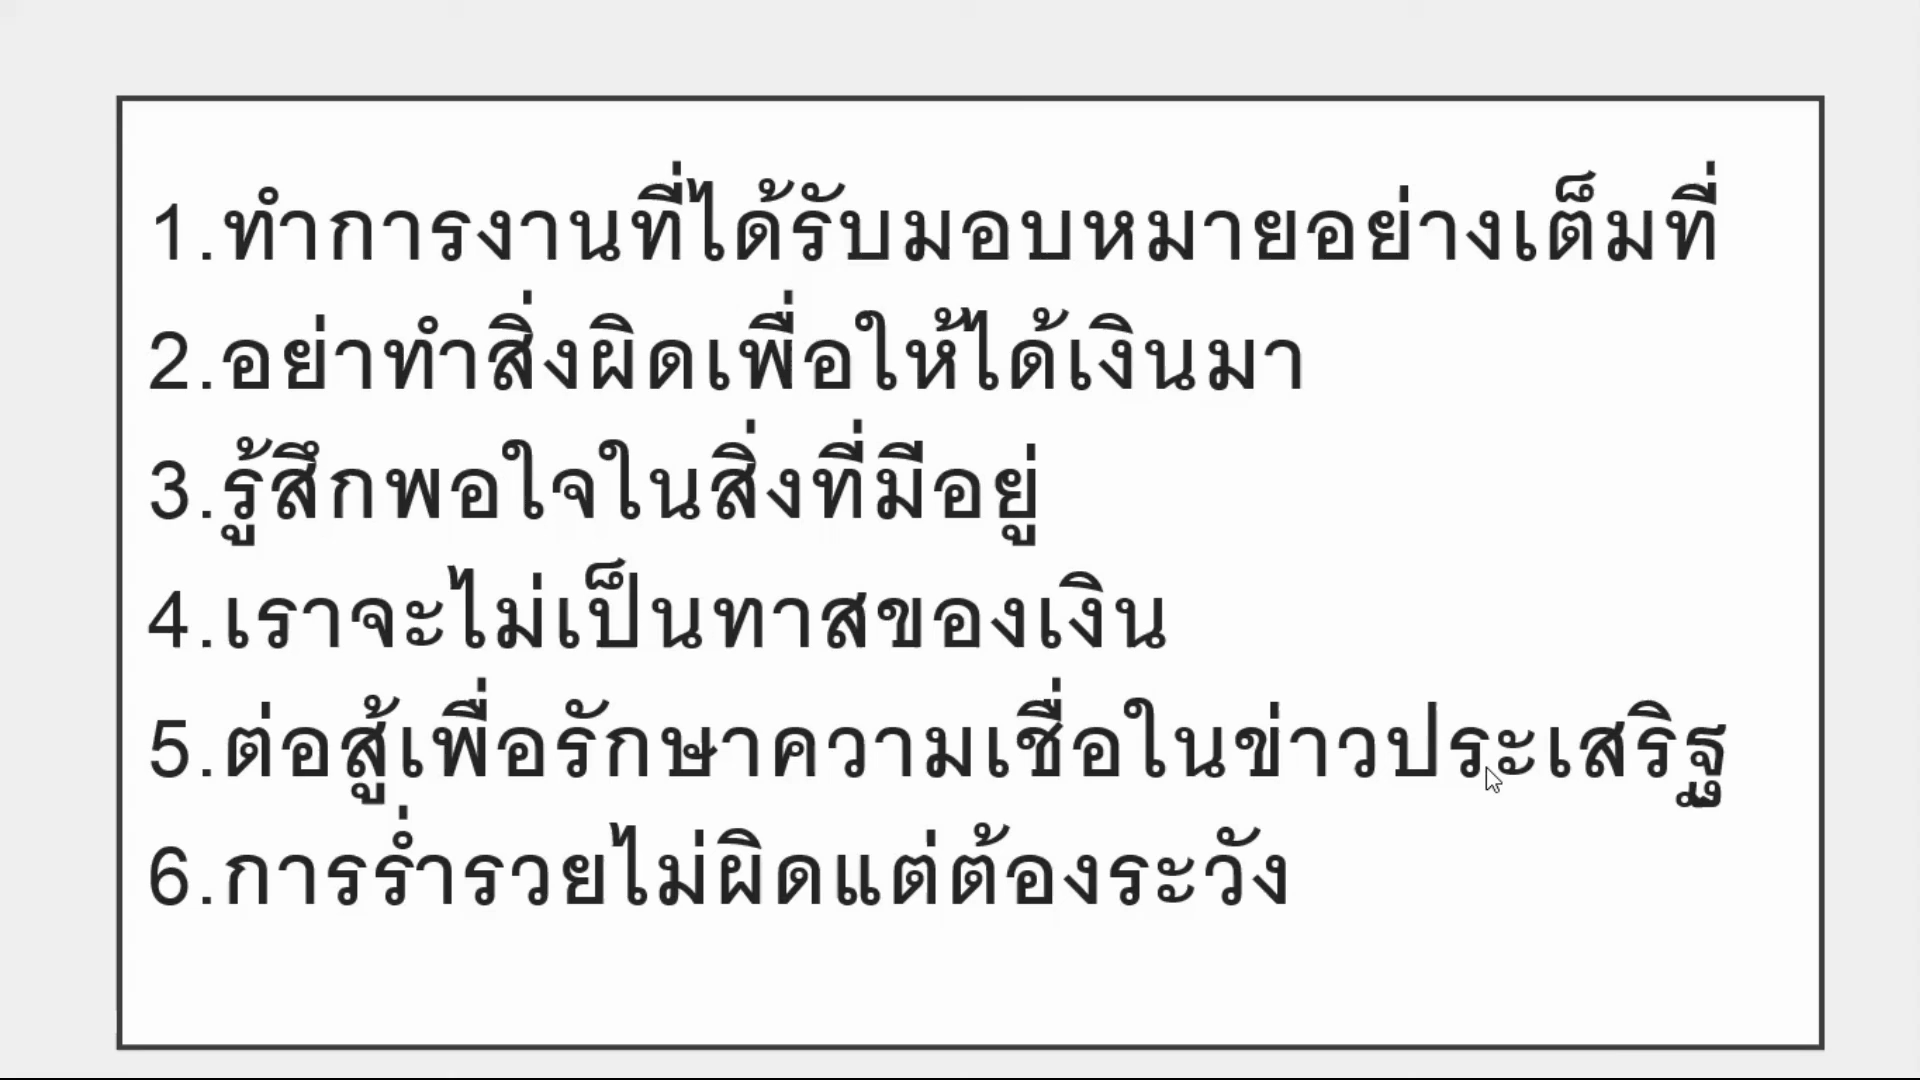 1.ทำการงานที่ได้รับมอบหมายอย่างเต็มที่
2.อย่าทำสิ่งผิดเพื่อให้ได้เงินมา
3.รู้สึกพอใจในสิ่งที่มีอยู่
4.เราจะไม่เป็นทาสของเงิน
5.ต่อสู้เพื่อรักษาความเชื่อในข่าวประเสริฐ
6.การร่ำรวยไม่ผิดแต่ต้องระวัง